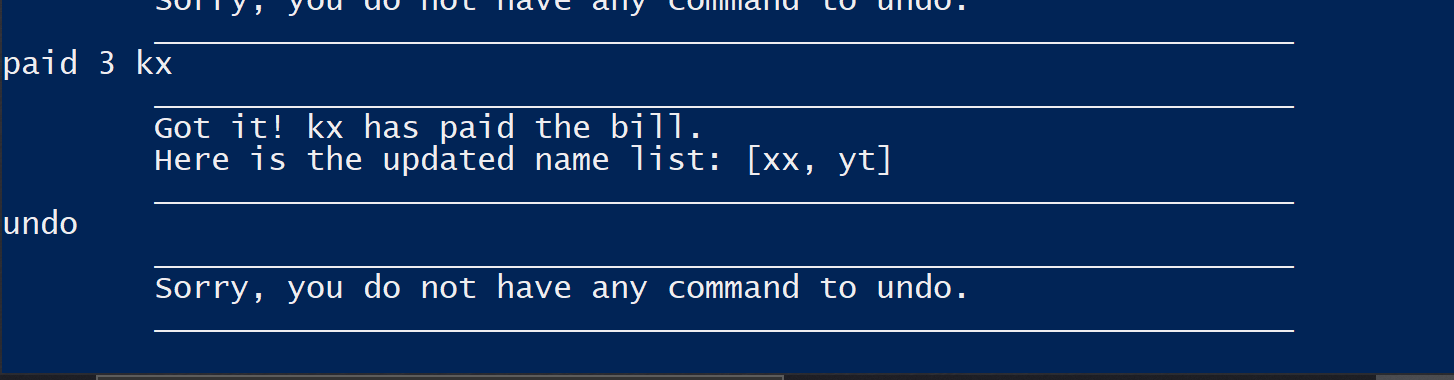 Sorry, you do not have any command to undo.
paid 3 kx
Got it! kx has paid the bill.
Here is the updated name list: [xx, yt]
undo
Sorry, you do not have any command to undo.